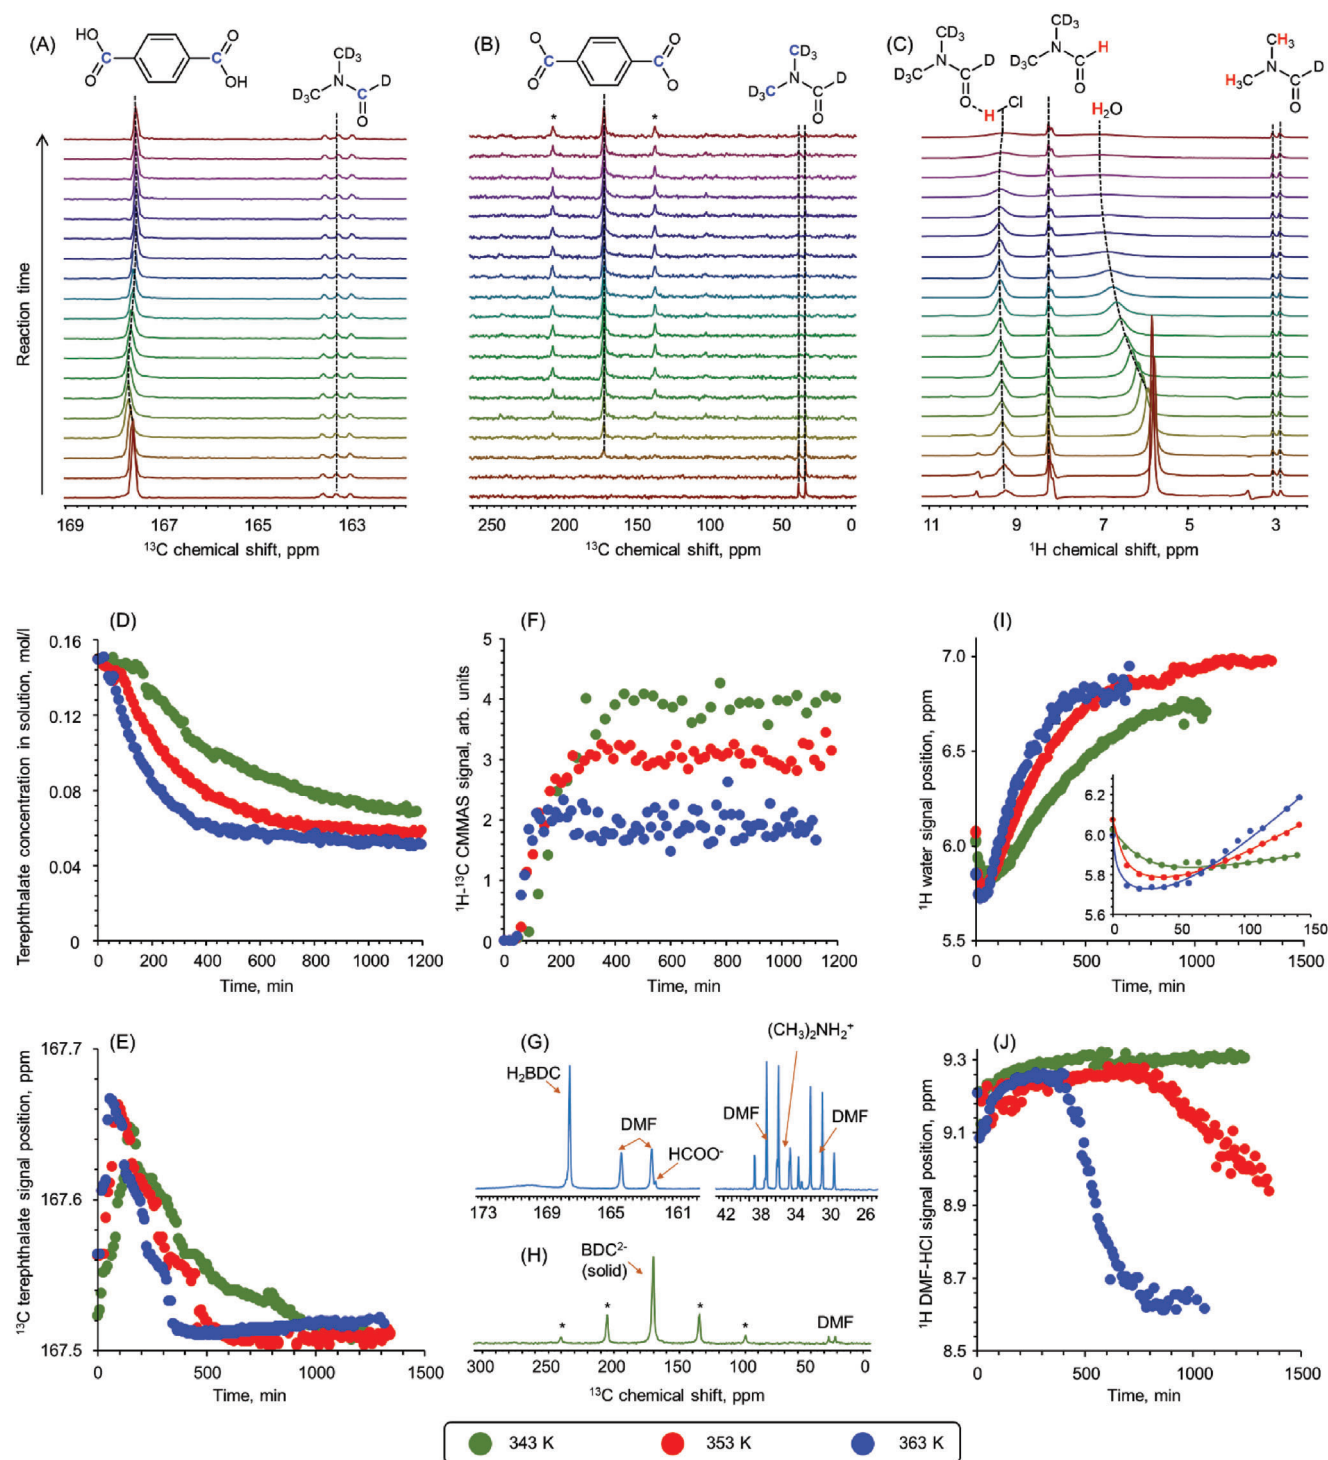 (A)
HO
O
O
OH
CD₃
D₃C
N
C
D
O
(B)
O
O
O
O
CD₃
D₃C
N
D
O
(C)
CD₃
D₃C
N
D
O
H
Cl
CD₃
D₃C
N
C
H
O
H₂O
CH₃
H₃C
N
D
O
* *
Reaction time
169 167 165 163
¹³C chemical shift, ppm
250 200 150 100 50 0
¹³C chemical shift, ppm
11 9 7 5 3
¹H chemical shift, ppm
(D)
0.16
0.12
0.08
0.04
0
0 200 400 600 800 1000 1200
Time, min
Terephthalate concentration in solution, mol/l
(F)
5
4
3
2
1
0
0 200 400 600 800 1000 1200
Time, min
¹H-¹³C CMMAS signal, arb. units
(I)
7.0
6.5
6.0
5.5
0 500 1000 1500
Time, min
¹H water signal position, ppm
6.2
6.0
5.8
5.6
0 50 100 150
(E)
167.7
167.6
167.5
0 500 1000 1500
Time, min
¹³C terephthalate signal position, ppm
(G)
(CH₃)₂NH₂⁺
H₂BDC
DMF
HCOO⁻
DMF
DMF
173 169 165 161
42 38 34 30 26
(H)
BDC²⁻
(solid)
* * * *
DMF
300 250 200 150 100 50 0
¹³C chemical shift, ppm
(J)
9.3
9.1
8.9
8.7
8.5
0 500 1000 1500
Time, min
¹H DMF-HCl signal position, ppm
343 K 353 K 363 K